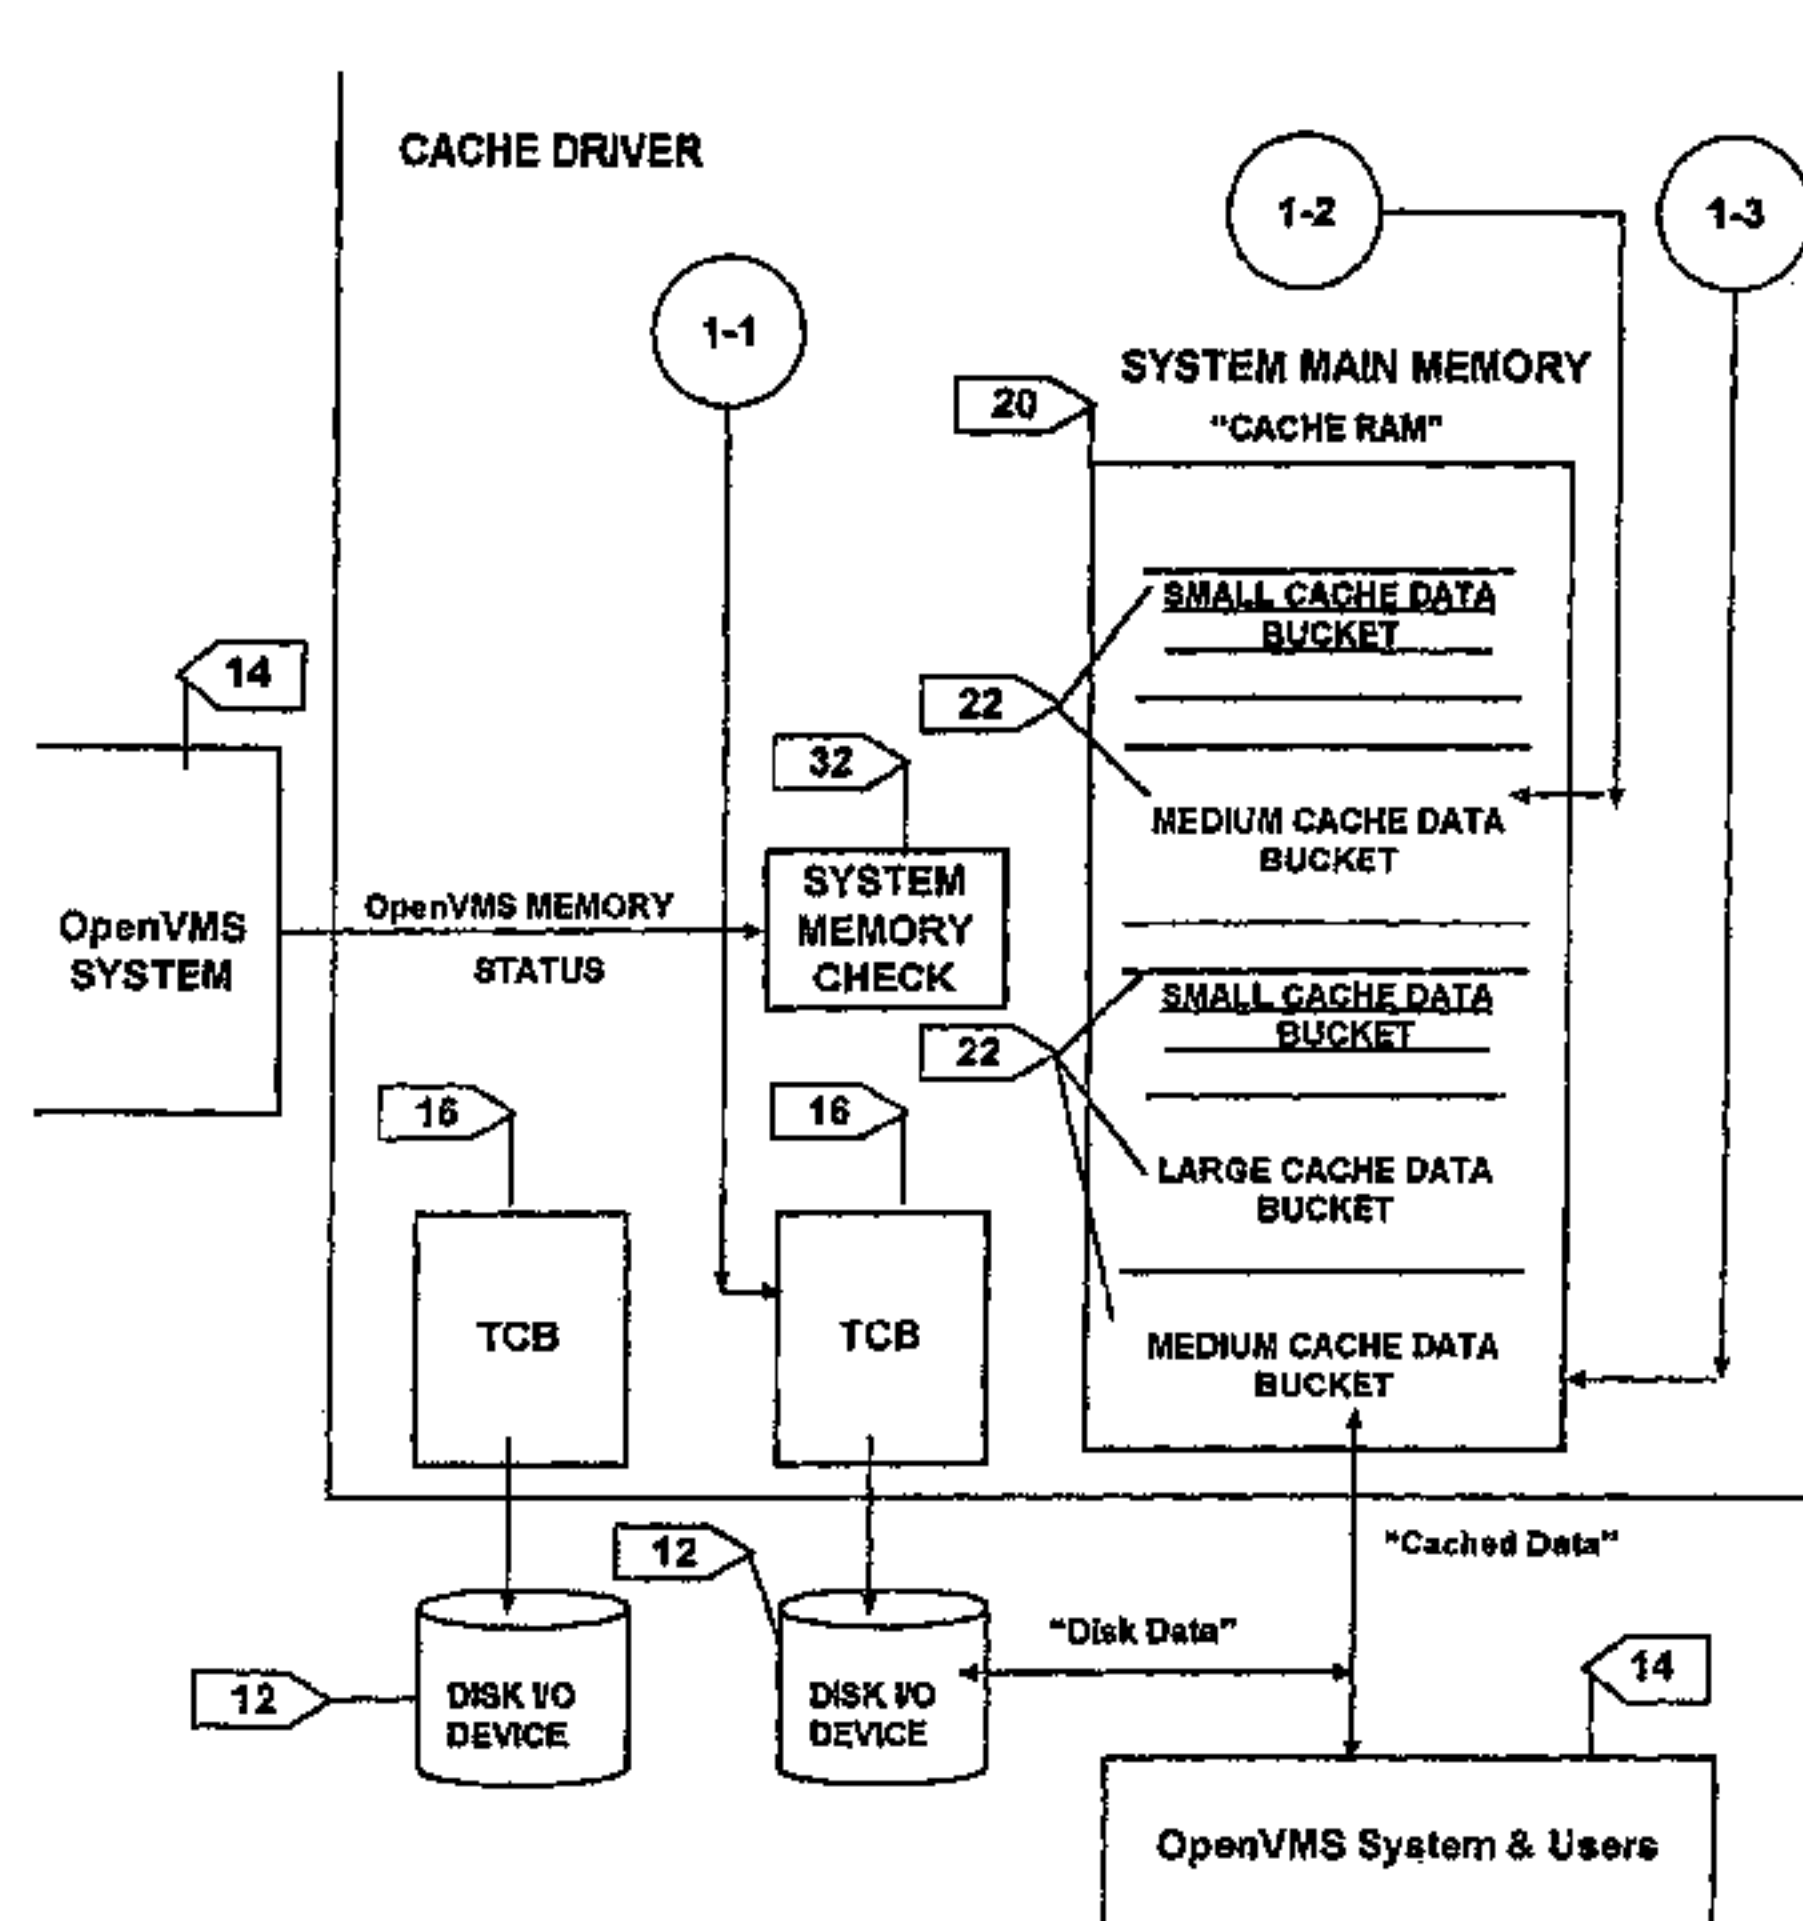 CACHE DRIVER
1-2
1-3
1-1
SYSTEM MAIN MEMORY
20
"CACHE RAM"
SMALL CACHE DATA
BUCKET
14
22
32
MEDIUM CACHE DATA
BUCKET
SYSTEM
MEMORY
CHECK
OpenVMS MEMORY
STATUS
OpenVMS
SYSTEM
SMALL CACHE DATA
BUCKET
22
16
16
LARGE CACHE DATA
BUCKET
TCB
TCB
MEDIUM CACHE DATA
BUCKET
"Cached Data"
12
"Disk Data"
14
12
DISK I/O
DEVICE
DISK I/O
DEVICE
OpenVMS System & Users